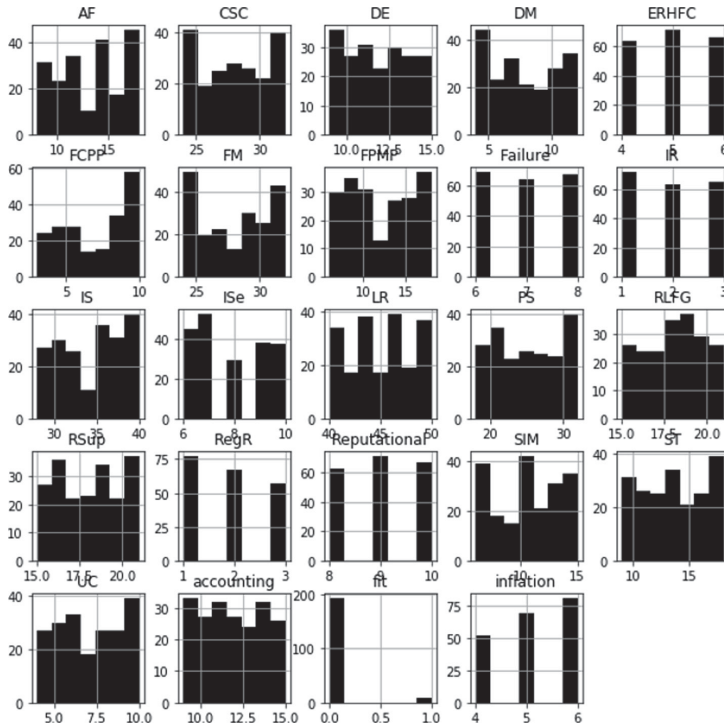 AF CSC DE DM ERHFC
40 40 30 40 60
20 20 20 20 40
10 20
0 0 0 0 0
10 15 25 30 10.0 12.5 15.0 5 10 4 5 6
FCPP FM FPMP Failure IR
60 40 30 60 60
40 20 40 40
20 20 10 20 20
0 0 0 0 0
5 10 25 30 10 15 6 7 8 1 2 3
IS ISe LR PS RLFG
40 40 40 40 30
20 20 20 20 20
10
0 0 0 0 0
30 35 40 6 8 10 40 45 50 20 25 30 15.0 17.5 20.0
RSup RegR Reputational SIM ST
30 75 60 40 40
20 50 40 20 20
10 25 20
0 0 0 0 0
15.0 17.5 20.0 1 2 3 8 9 10 10 15 10 15
UC accounting fit inflation
40 30 200 75
20 20 100 50
10 25
0 0 0 0
5.0 7.5 10.0 10.0 12.5 15.0 0.0 0.5 1.0 4 5 6